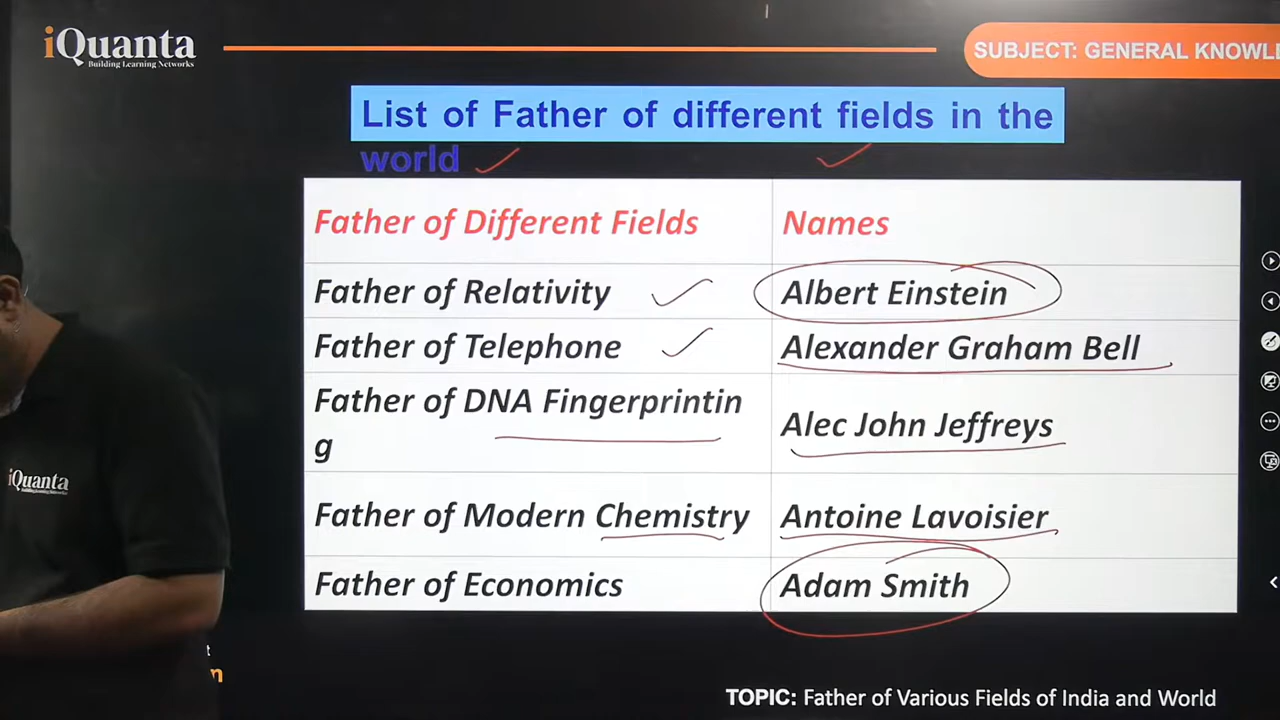 iQuanta
Building Learning Networks
SUBJECT: GENERAL KNOWLE
List of Father of different fields in the
world
Father of Different Fields Names
Father of Relativity Albert Einstein
Father of Telephone Alexander Graham Bell
Father of DNA Fingerprintin
g
Alec John Jeffreys
Father of Modern Chemistry Antoine Lavoisier
Father of Economics Adam Smith
iQuanta
t
n
TOPIC: Father of Various Fields of India and World